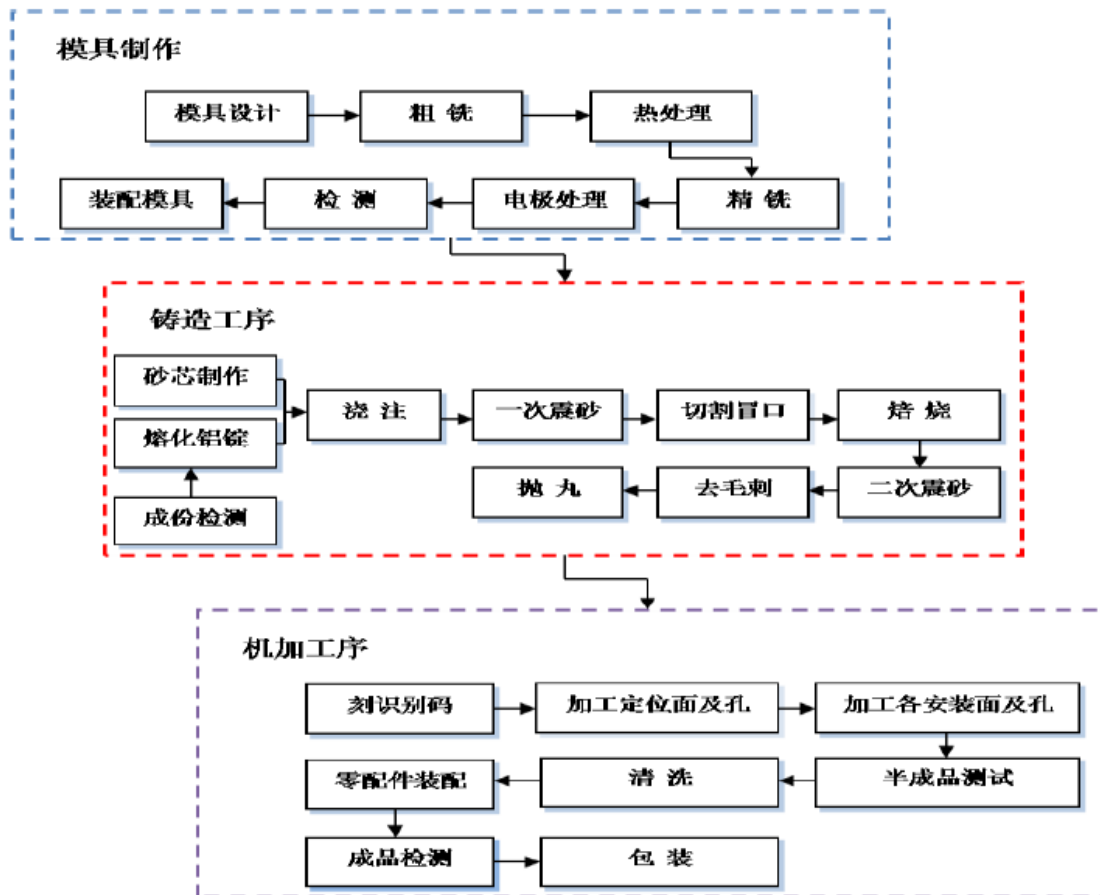 模具制作
模具设计
粗 铣
热处理
装配模具
检 测
电极处理
精 铣
铸造工序
砂芯制作
熔化铝锭
成份检测
浇 注
一次震砂
切割冒口
焙 烧
抛 丸
去毛刺
二次震砂
机加工序
刻识别码
加工定位面及孔
加工各安装面及孔
零配件装配
清 洗
半成品测试
成品检测
包 装